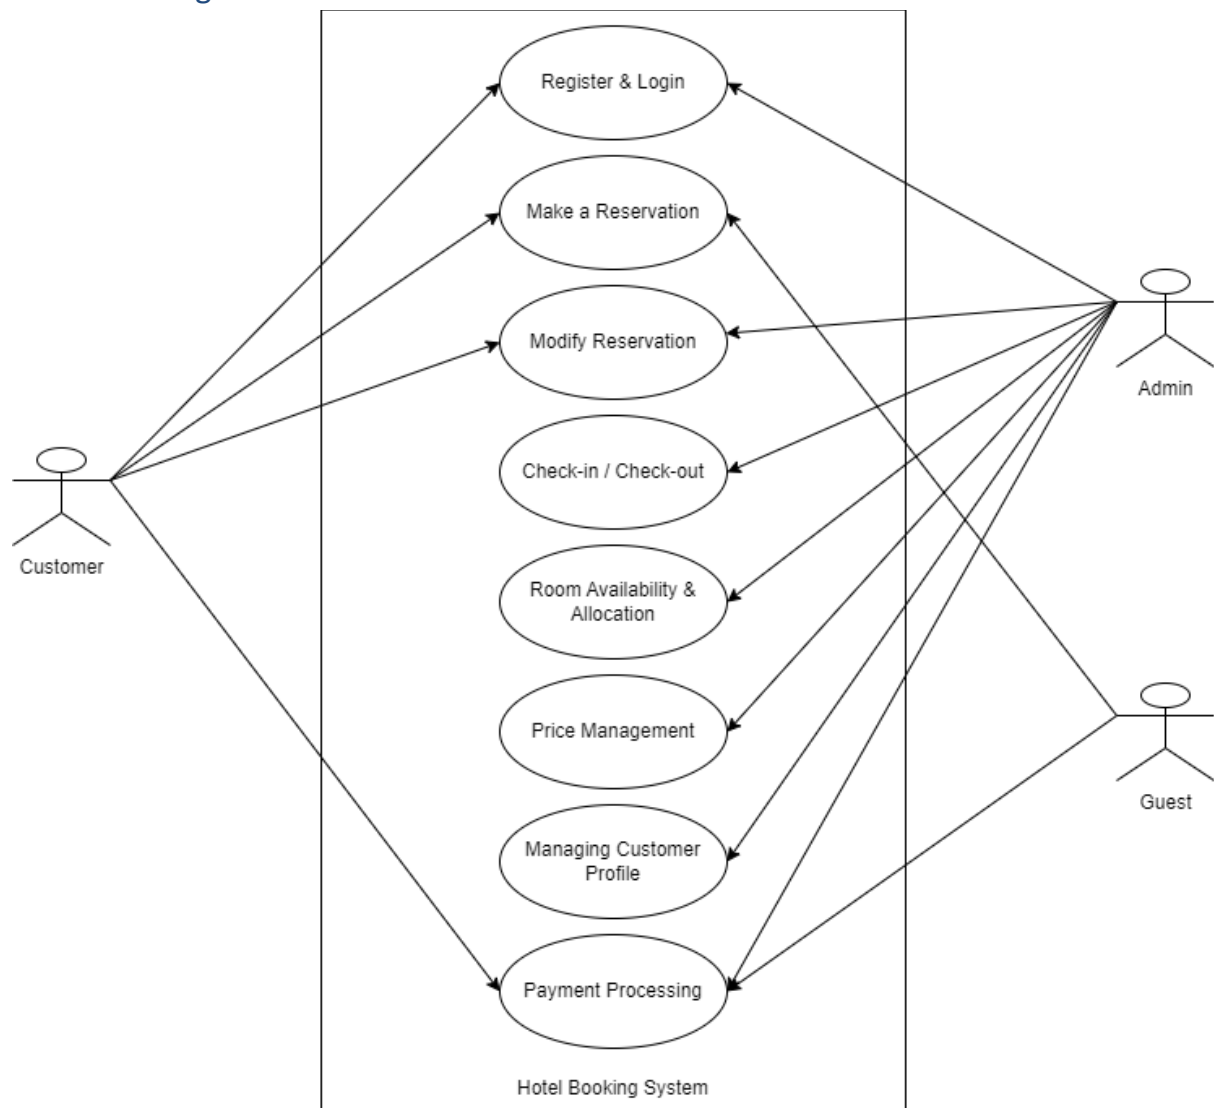 Register & Login
Make a Reservation
Modify Reservation
Admin
Check-in / Check-out
Customer
Room Availability &
Allocation
Price Management
Guest
Managing Customer
Profile
Payment Processing
Hotel Booking System